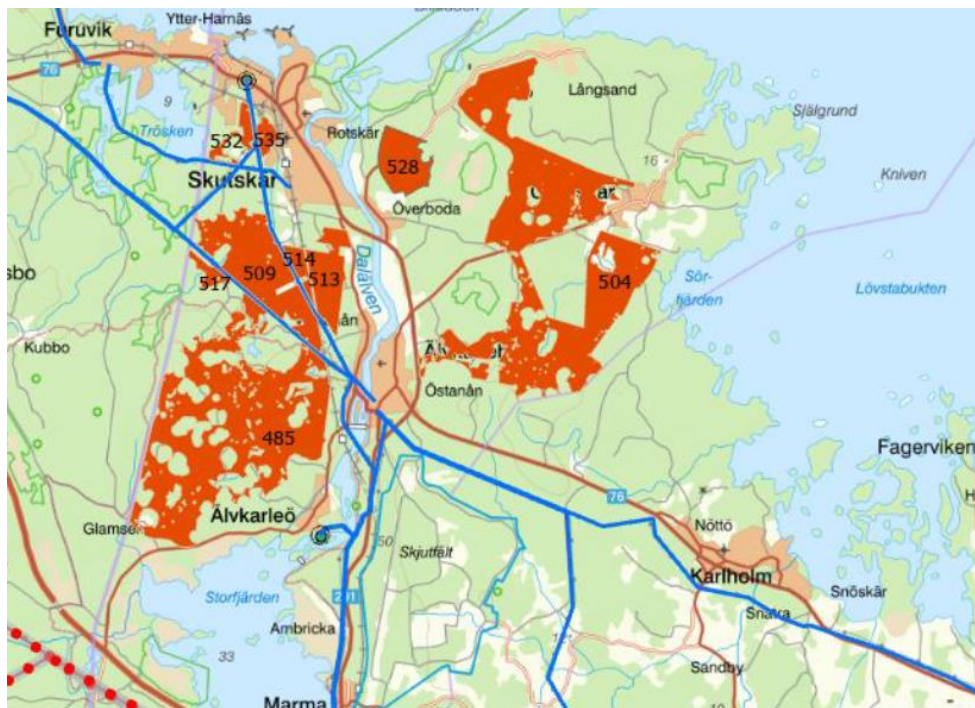 Furuvik
Ytter-Harnäs
76
9
Trösken
532
535
Rotskär
528
Långsand
16
Själgrund
Kniven
Skutskär
Överboda
514
517
509
513
Dalälven
504
Sör-
fjärden
Lövstabukten
Kubbo
Östanån
485
Fagerviken
76
Älvkarleö
Nöttö
50
Skjutfält
Karlholm
Snöskär
Storfjärden
Ambricka
33
Sandby
Marma